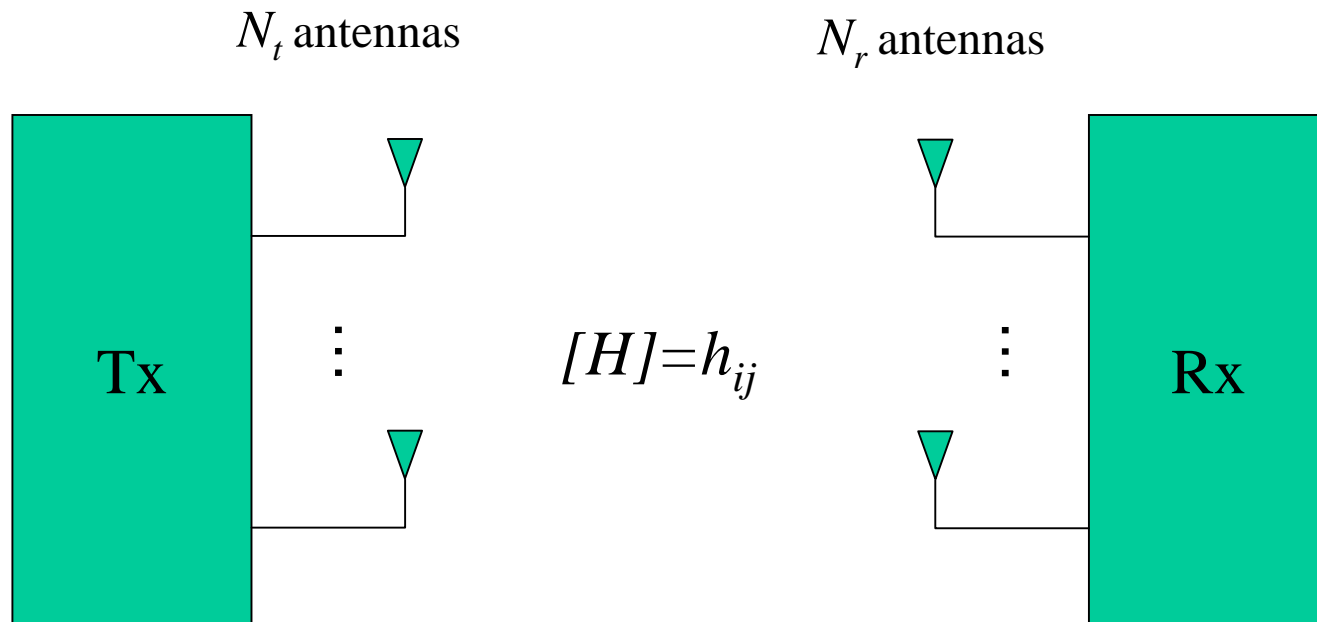 N_t antennas
N_r antennas
Tx
⋮
[H]=h_ij
⋮
Rx